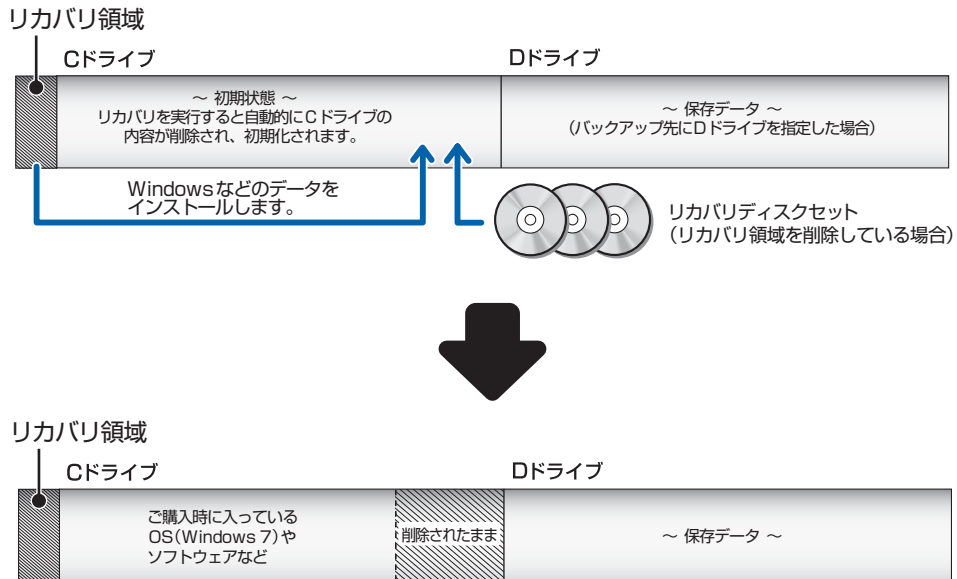 リカバリ領域
Cドライブ
Dドライブ
～ 初期状態 ～
リカバリを実行すると自動的にCドライブの
内容が削除され、初期化されます。
～ 保存データ ～
（バックアップ先にDドライブを指定した場合）
Windowsなどのデータを
インストールします。
リカバリディスクセット
（リカバリ領域を削除している場合）
リカバリ領域
Cドライブ
Dドライブ
ご購入時に入っている
OS（Windows 7）や
ソフトウェアなど
削除されたまま
～ 保存データ ～